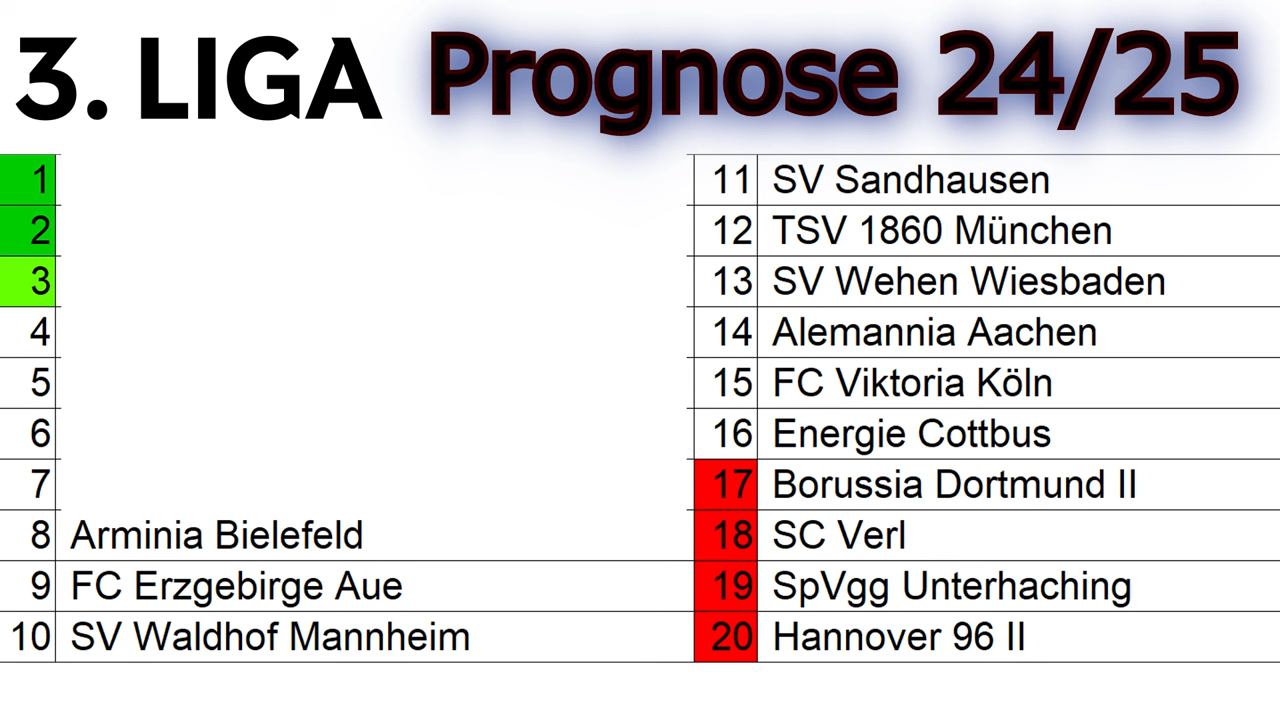 3. LIGA Prognose 24/25
1
2
3
4
5
6
7
8 Arminia Bielefeld
9 FC Erzgebirge Aue
10 SV Waldhof Mannheim
11 SV Sandhausen
12 TSV 1860 München
13 SV Wehen Wiesbaden
14 Alemannia Aachen
15 FC Viktoria Köln
16 Energie Cottbus
17 Borussia Dortmund II
18 SC Verl
19 SpVgg Unterhaching
20 Hannover 96 II